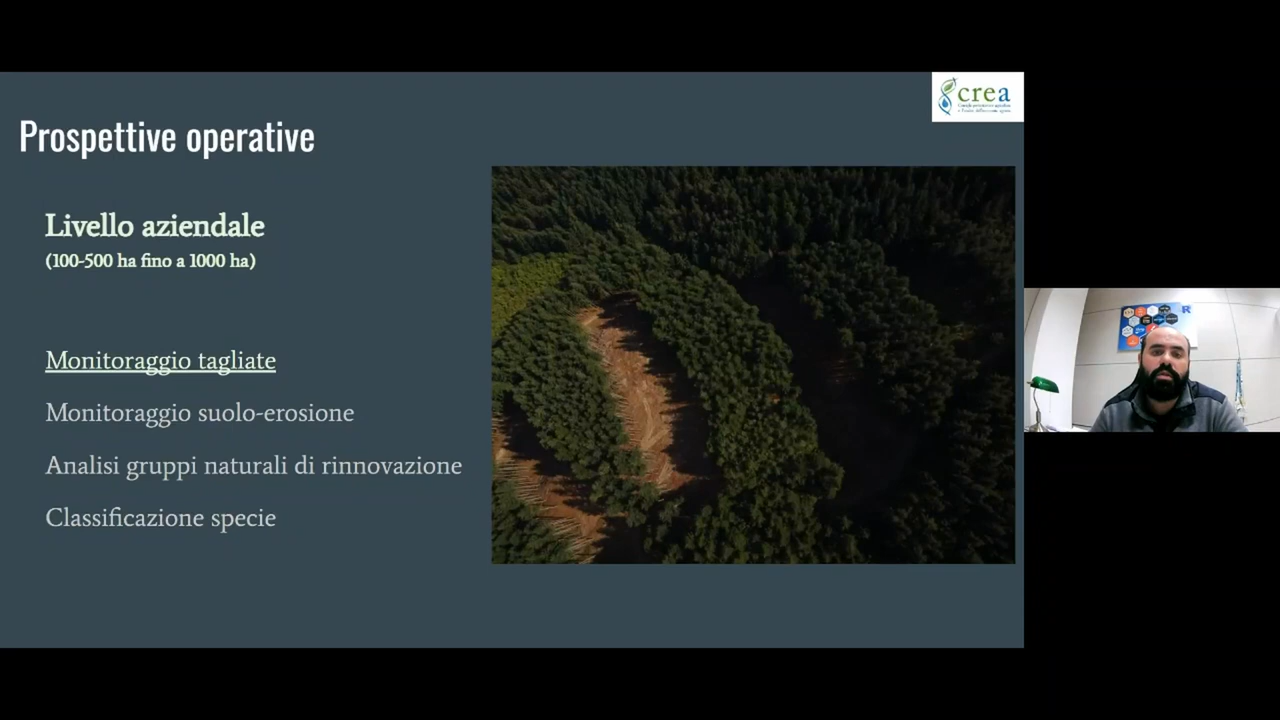 crea
Prospettive operative
Livello aziendale
(100-500 ha fino a 1000 ha)
Monitoraggio tagliate
Monitoraggio suolo-erosione
Analisi gruppi naturali di rinnovazione
Classificazione specie
R